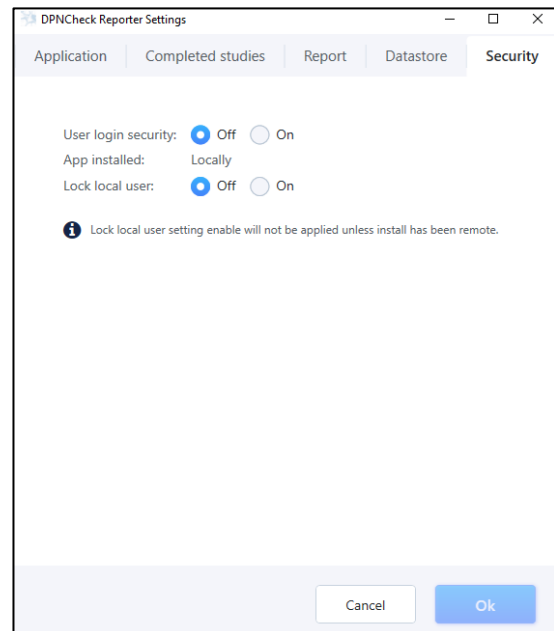 DPNCheck Reporter Settings
Application Completed studies Report Datastore Security
User login security: Off On
App installed: Locally
Lock local user: Off On
Lock local user setting enable will not be applied unless install has been remote.
Cancel Ok